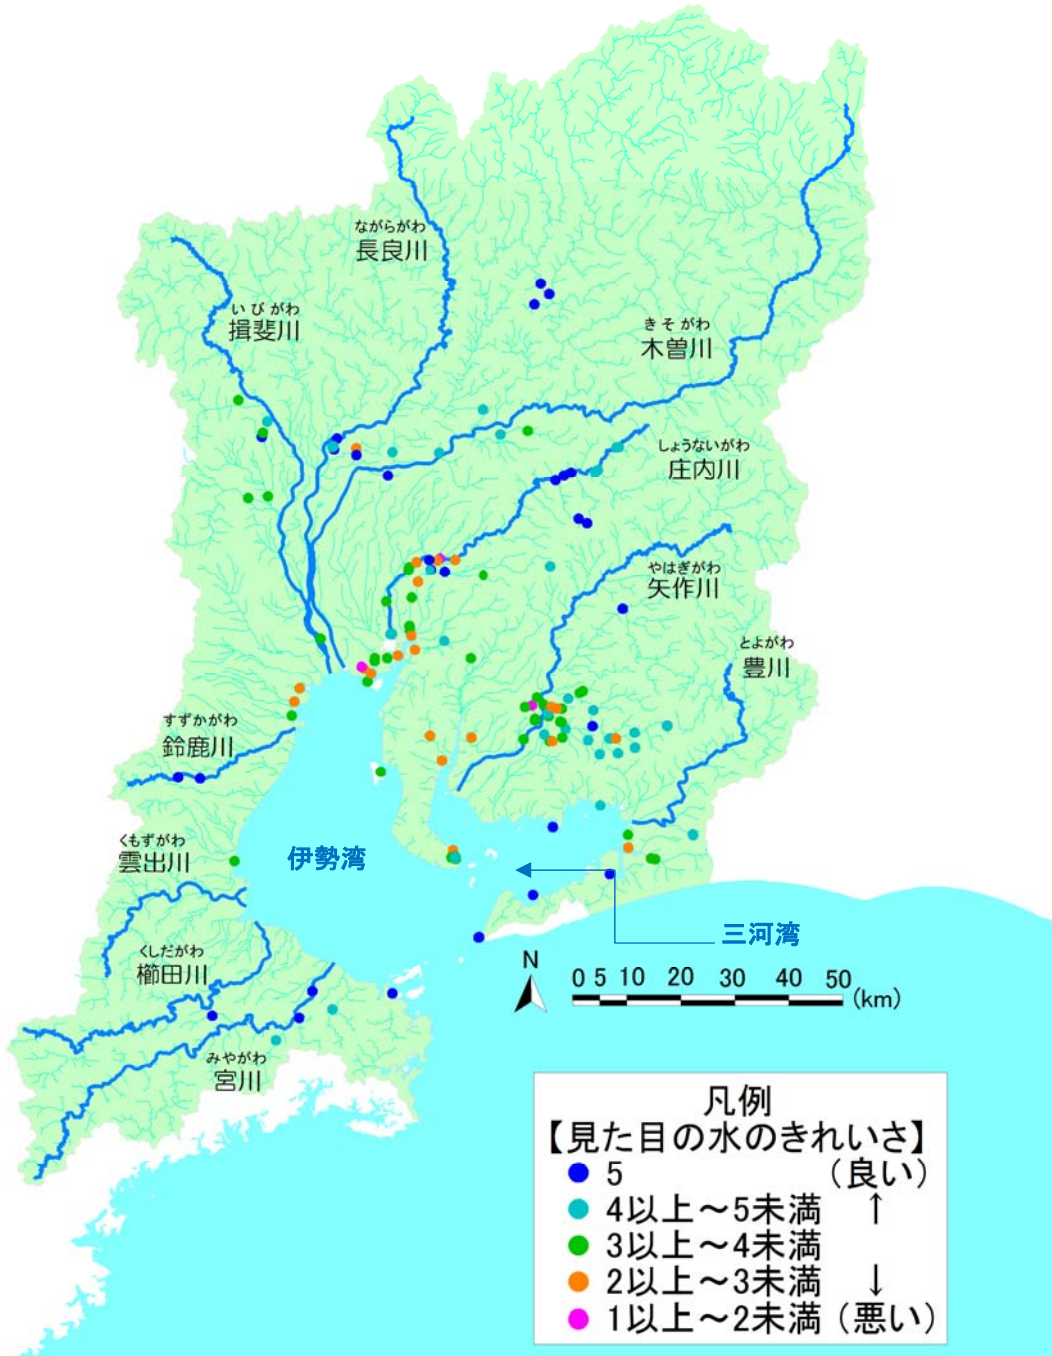 ながらがわ
長良川
いびがわ
揖斐川
きそがわ
木曽川
しょうないがわ
庄内川
やはぎがわ
矢作川
とよがわ
豊川
すずかがわ
鈴鹿川
くもずがわ
雲出川
伊勢湾
三河湾
くしだがわ
櫛田川
みやがわ
宮川
N
0 5 10 20 30 40 50
(km)
凡例
【見た目の水のきれいさ】
5 (良い)
4以上～5未満 ↑
3以上～4未満
2以上～3未満 ↓
1以上～2未満 (悪い)